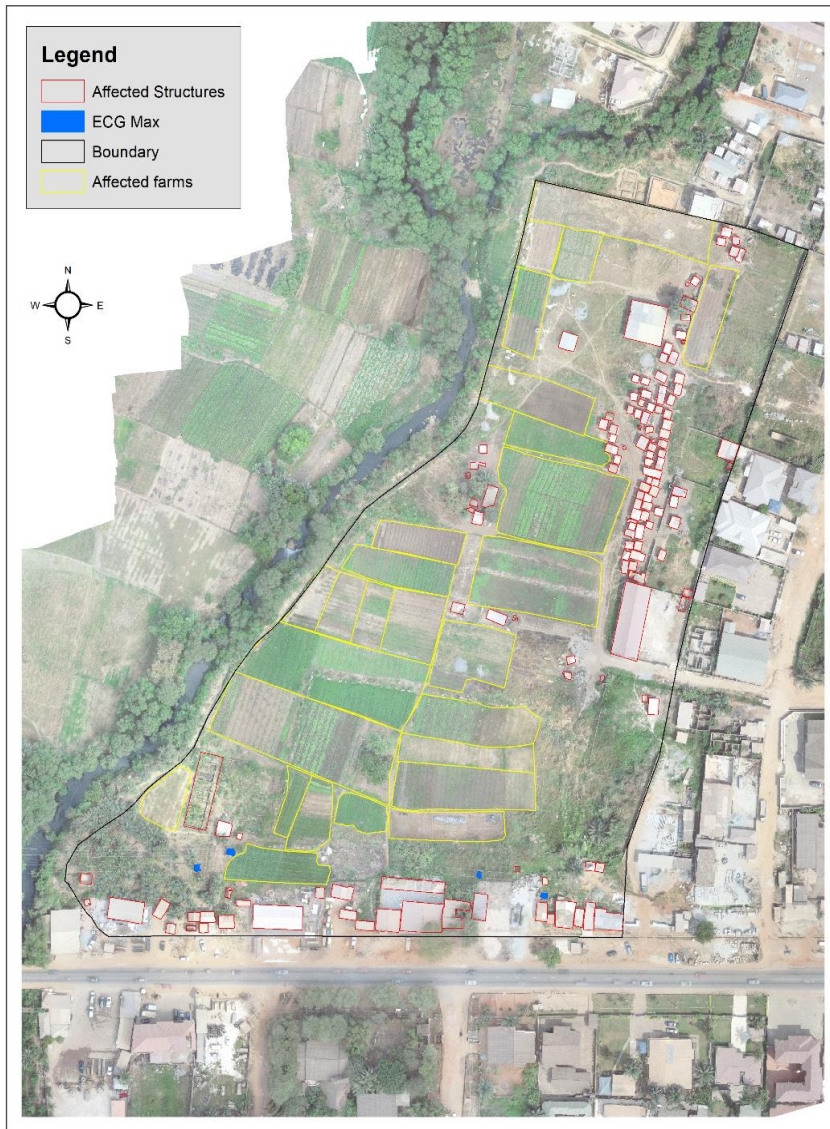 Legend
Affected Structures
ECG Max
Boundary
Affected farms
N
W E
S